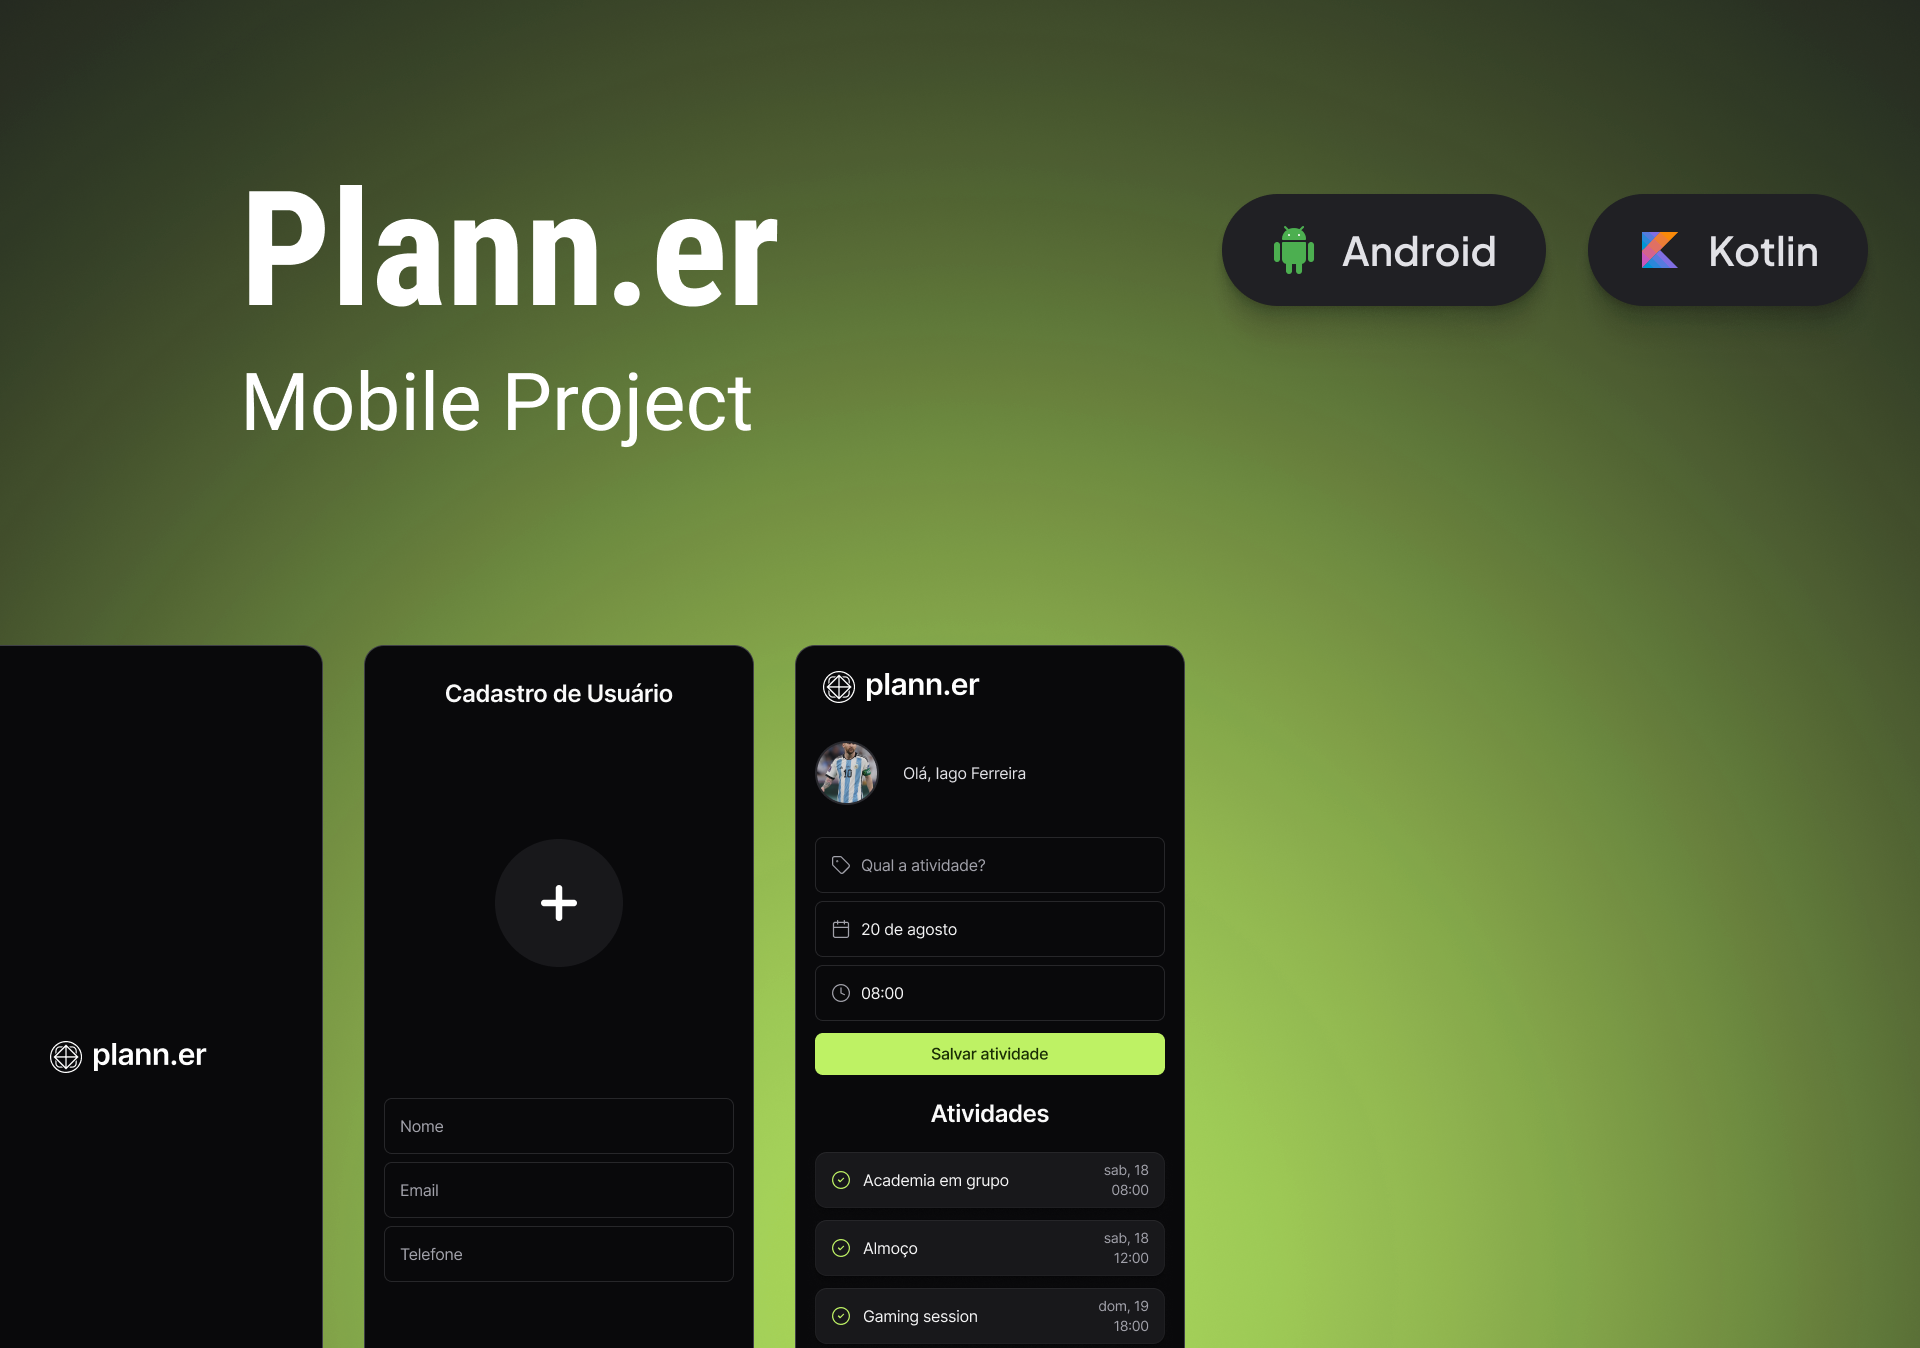 Plann.er
Mobile Project
Android
Kotlin
plann.er
Cadastro de Usuário
Nome
Email
Telefone
plann.er
10
Olá, Iago Ferreira
Qual a atividade?
20 de agosto
08:00
Salvar atividade
Atividades
Academia em grupo
sab, 18
08:00
Almoço
sab, 18
12:00
Gaming session
dom, 19
18:00